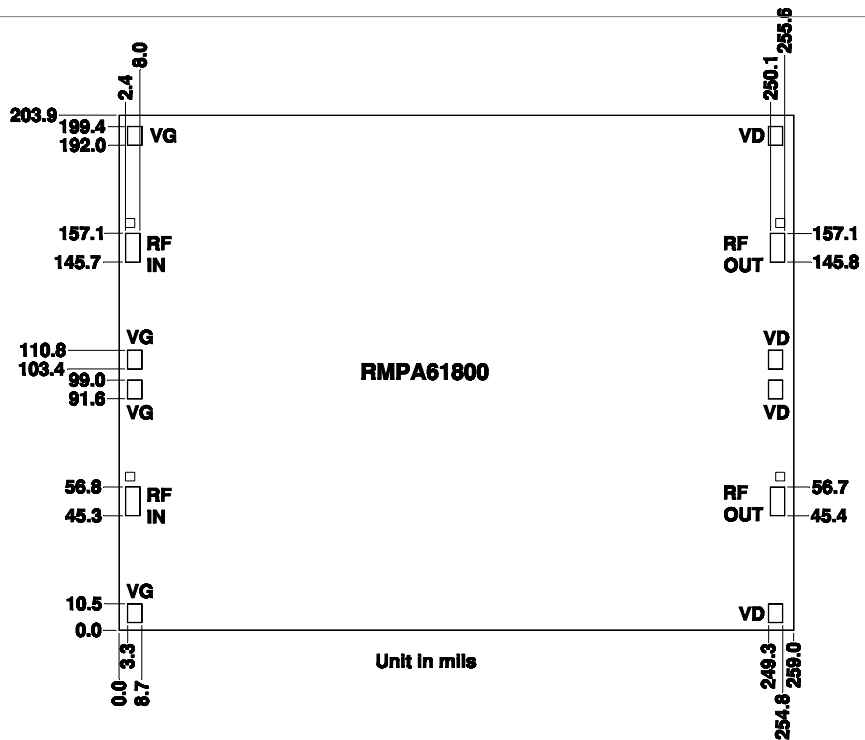 2.4
8.0
250.1
255.6
203.9
199.4
192.0
VG
VD
157.1
145.7
RF
IN
RF
OUT
157.1
145.8
VG
VD
110.8
103.4
99.0
91.6
RMPA61800
VG
VD
56.8
45.3
RF
IN
RF
OUT
56.7
45.4
VG
10.5
VD
0.0
0.0
3.3
8.7
Unit in mils
249.3
254.8
259.0